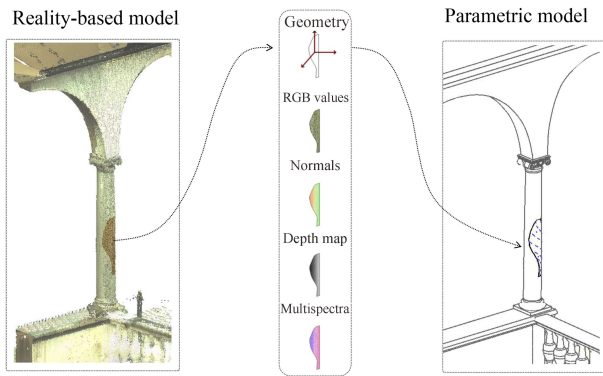 Reality-based model
Geometry
RGB values
Normals
Depth map
Multispectra
Parametric model